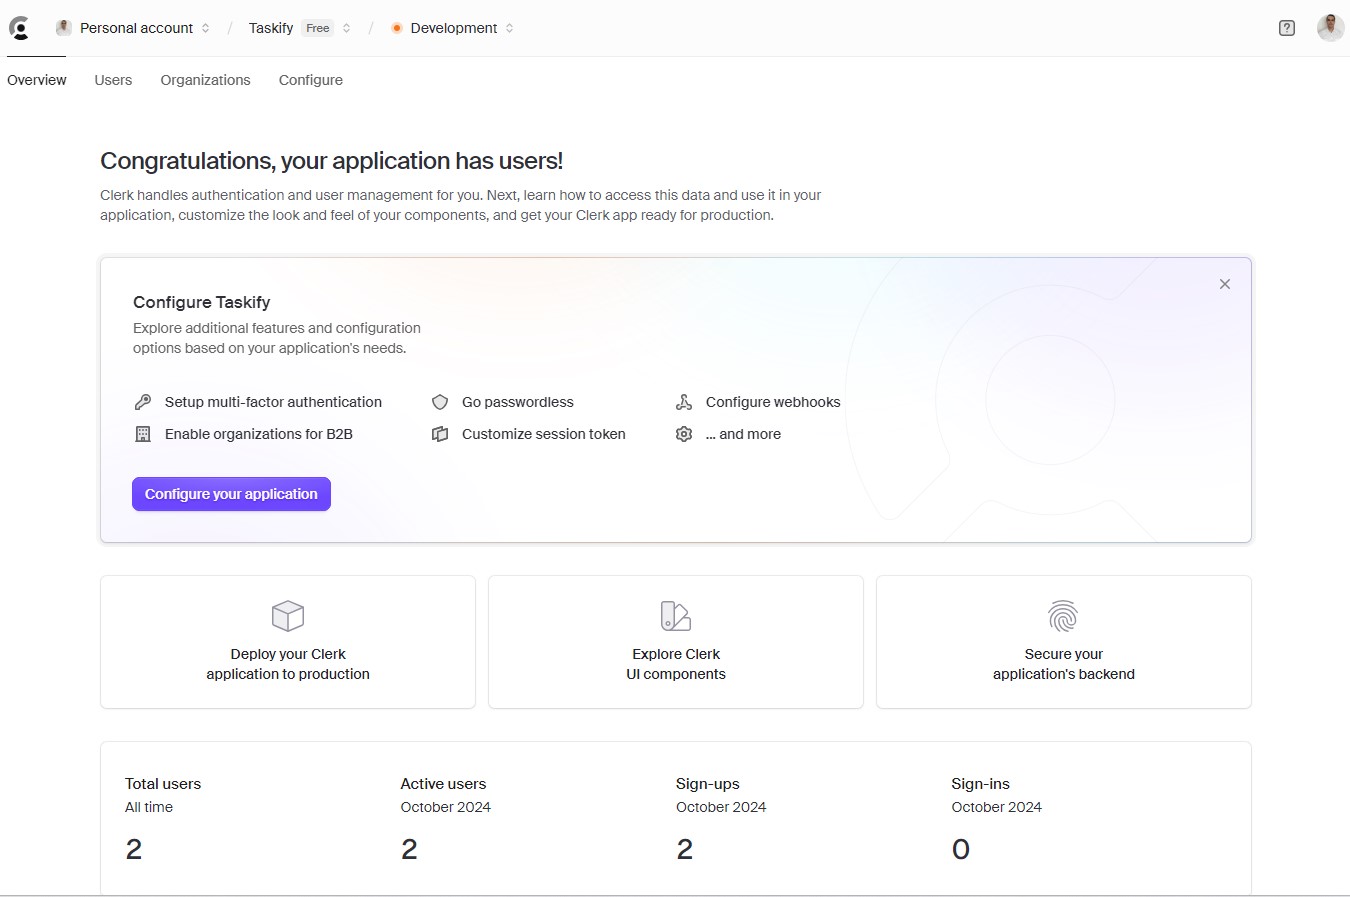 Personal account / Taskify Free / Development
Overview Users Organizations Configure
Congratulations, your application has users!
Clerk handles authentication and user management for you. Next, learn how to access this data and use it in your
application, customize the look and feel of your components, and get your Clerk app ready for production.
Configure Taskify
Explore additional features and configuration
options based on your application's needs.
Setup multi-factor authentication Go passwordless Configure webhooks
Enable organizations for B2B Customize session token ... and more
Configure your application
Deploy your Clerk
application to production
Explore Clerk
UI components
Secure your
application's backend
Total users Active users Sign-ups Sign-ins
All time October 2024 October 2024 October 2024
2 2 2 0